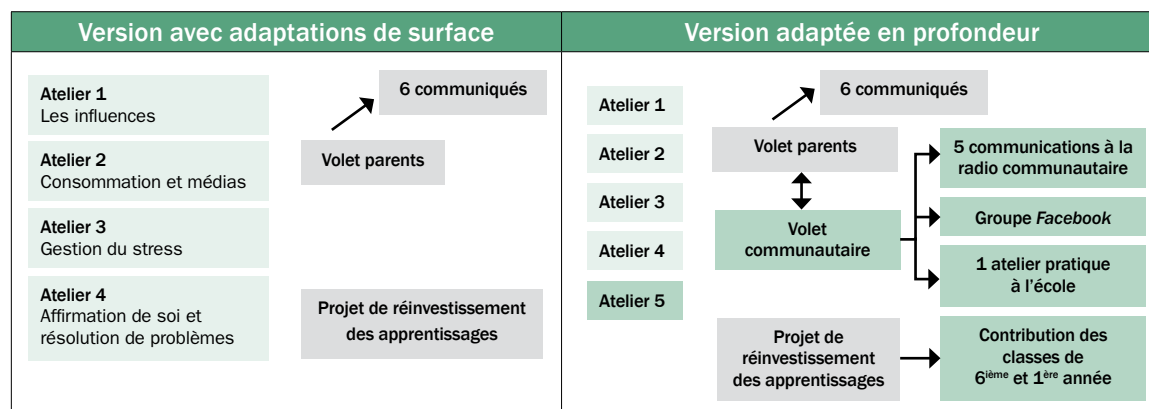 Version avec adaptations de surface
Atelier 1
Les influences
Atelier 2
Consommation et médias
Atelier 3
Gestion du stress
Atelier 4
Affirmation de soi et
résolution de problèmes
6 communiqués
Volet parents
Projet de réinvestissement
des apprentissages
Version adaptée en profondeur
Atelier 1
Atelier 2
Atelier 3
Atelier 4
Atelier 5
6 communiqués
Volet parents
Volet
communautaire
5 communications à la
radio communautaire
Groupe Facebook
1 atelier pratique
à l’école
Projet de
réinvestissement
des apprentissages
Contribution des
classes de
6ième et 1ère année